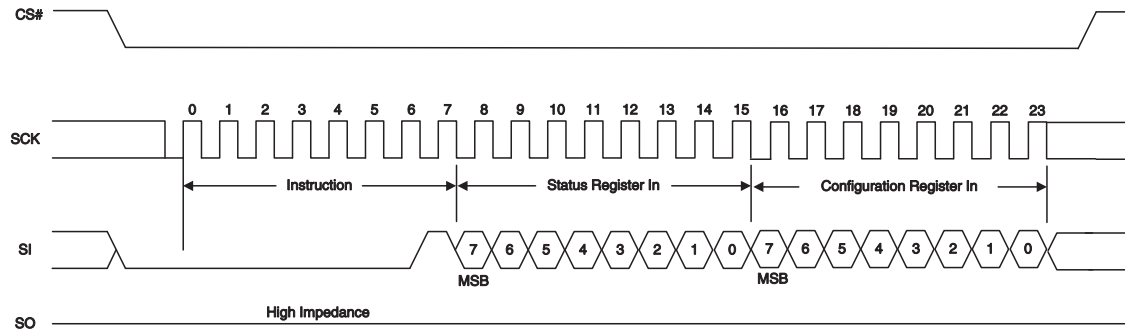 CS#
0 1 2 3 4 5 6 7 8 9 10 11 12 13 14 15 16 17 18 19 20 21 22 23
SCK
Instruction Status Register In Configuration Register In
SI 7 6 5 4 3 2 1 0 7 6 5 4 3 2 1 0
MSB MSB
High Impedance
SO